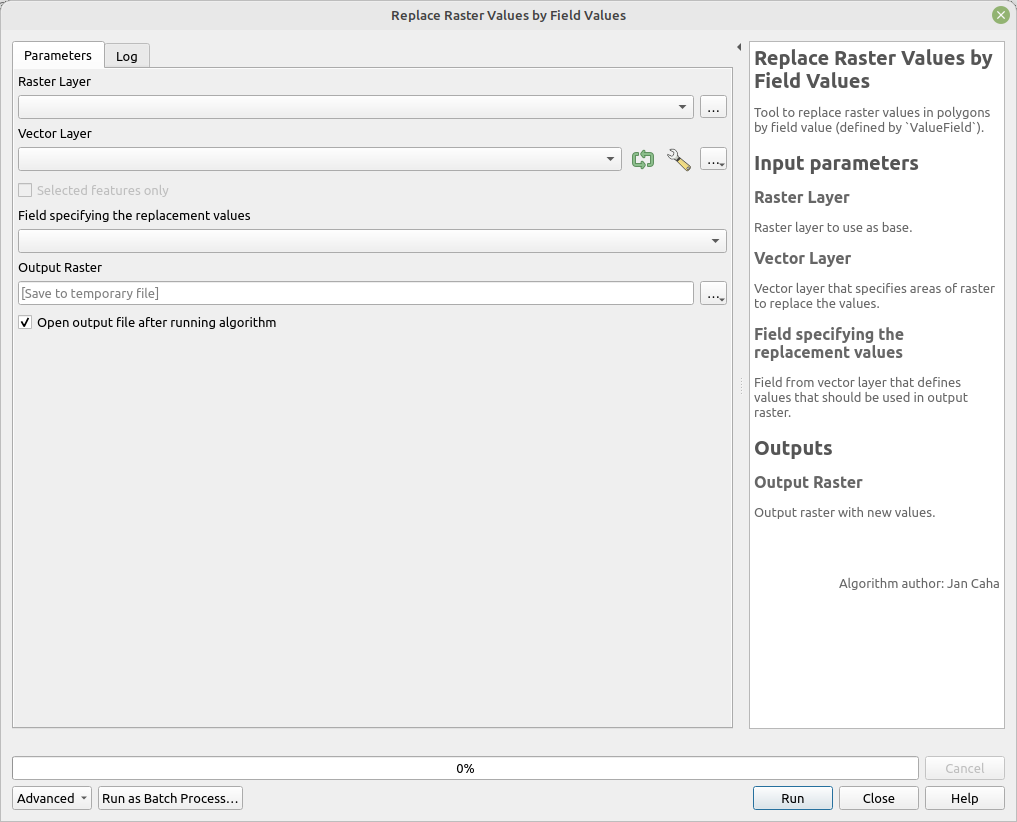 Replace Raster Values by Field Values
Parameters
Log
Raster Layer
...
Vector Layer
...
Selected features only
Field specifying the replacement values
Output Raster
[Save to temporary file]
...
Open output file after running algorithm
Replace Raster Values by
Field Values
Tool to replace raster values in polygons
by field value (defined by `ValueField`).
Input parameters
Raster Layer
Raster layer to use as base.
Vector Layer
Vector layer that specifies areas of raster
to replace the values.
Field specifying the
replacement values
Field from vector layer that defines
values that should be used in output
raster.
Outputs
Output Raster
Output raster with new values.
Algorithm author: Jan Caha
0%
Cancel
Advanced
Run as Batch Process…
Run
Close
Help